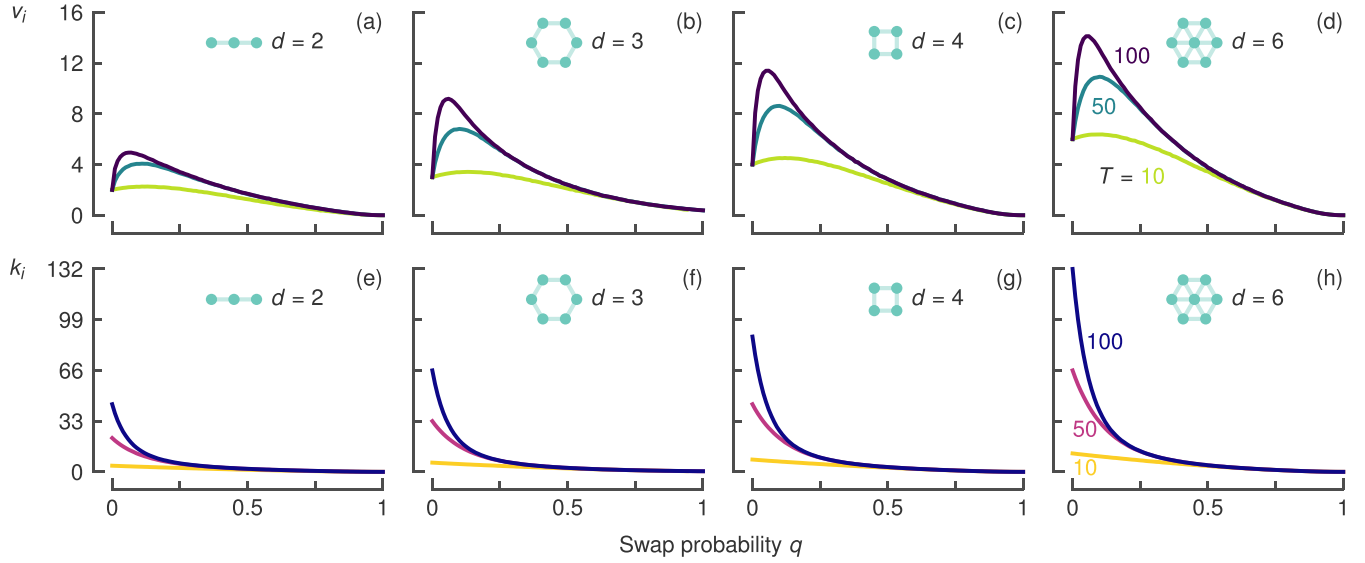 vᵢ
16
12
8
4
0
(a)
d = 2
(b)
d = 3
(c)
d = 4
(d)
d = 6
100
50
T = 10
kᵢ
132
99
66
33
0
(e)
d = 2
(f)
d = 3
(g)
d = 4
(h)
d = 6
100
50
10
0 0.5 1
0 0.5 1
0 0.5 1
0 0.5 1
Swap probability q